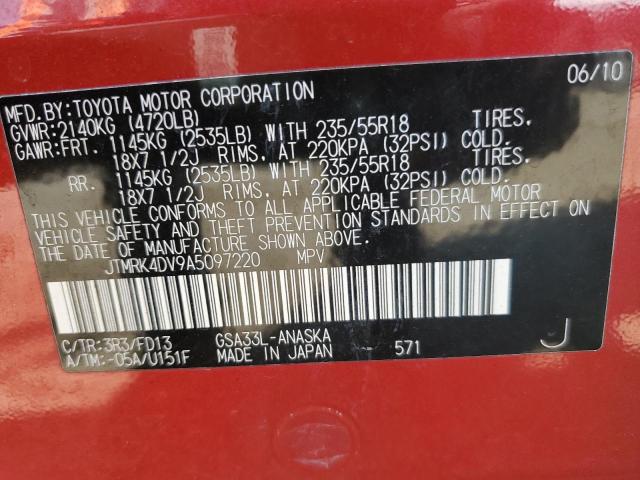 06/10
MFD.BY:TOYOTA MOTOR CORPORATION
GVWR:2140KG (4720LB)
GAWR:FRT. 1145KG (2535LB) WITH 235/55R18 TIRES.
18X7 1/2J RIMS, AT 220KPA (32PSI) COLD.
RR. 1145KG (2535LB) WITH 235/55R18 TIRES.
18X7 1/2J RIMS, AT 220KPA (32PSI) COLD.
THIS VEHICLE CONFORMS TO ALL APPLICABLE FEDERAL MOTOR
VEHICLE SAFETY AND THEFT PREVENTION STANDARDS IN EFFECT ON
THE DATE OF MANUFACTURE SHOWN ABOVE.
JTMRK4DV9A5097220 MPV
C/TR:3R3/FD13 GSA33L-ANASKA
A/TM:-05A/U151F MADE IN JAPAN 571 J